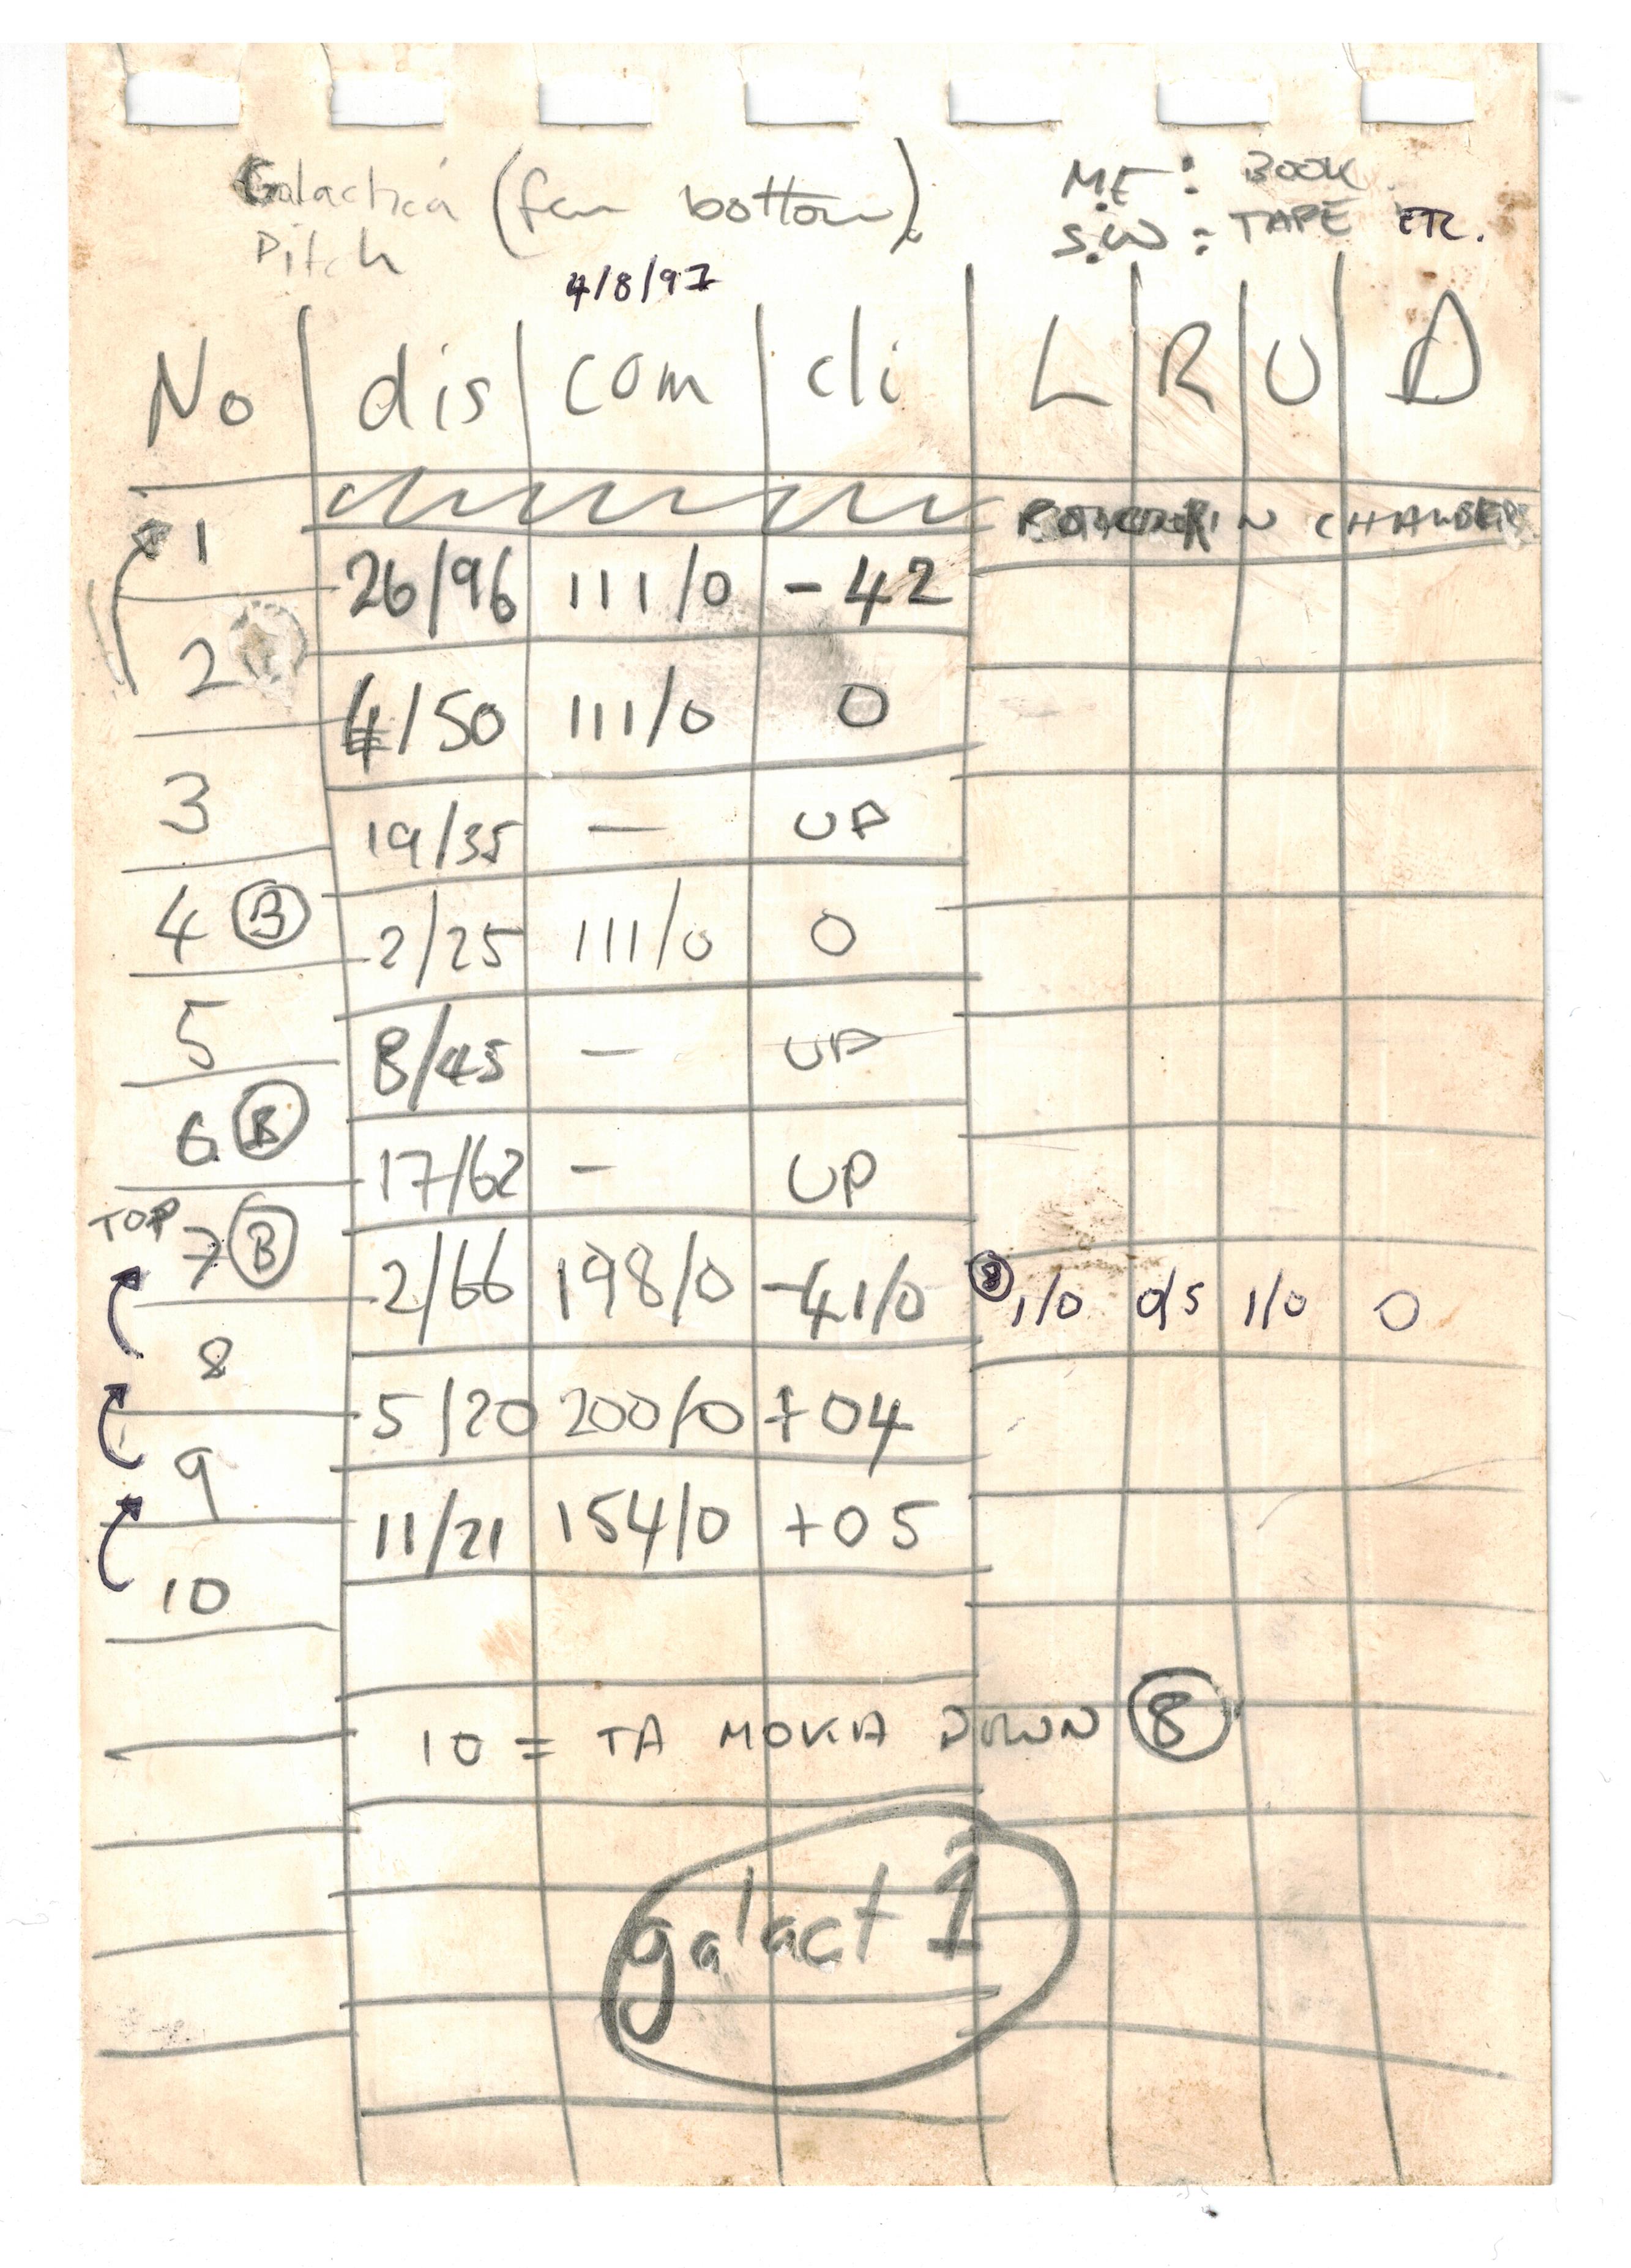 Galactica (from bottom).
Pitch
M.E: BOOK.
S.W: TAPE ETC.
4/8/97
No dis com cli L R U D
1 CHAMBER
26/96 111/0 -42
2
4/50 111/0 0
3
19/35 — UP
4 B
2/25 111/0 0
5
8/45 — UP
6 B
17/62 - UP
TOP 7 B
2/66 198/0 -41/0 8 1/0 0/5 1/0 0
8
5/20 200/0 +04
9
11/21 154/0 +05
10
10 = TA MOKA DOWN 8
galact 1